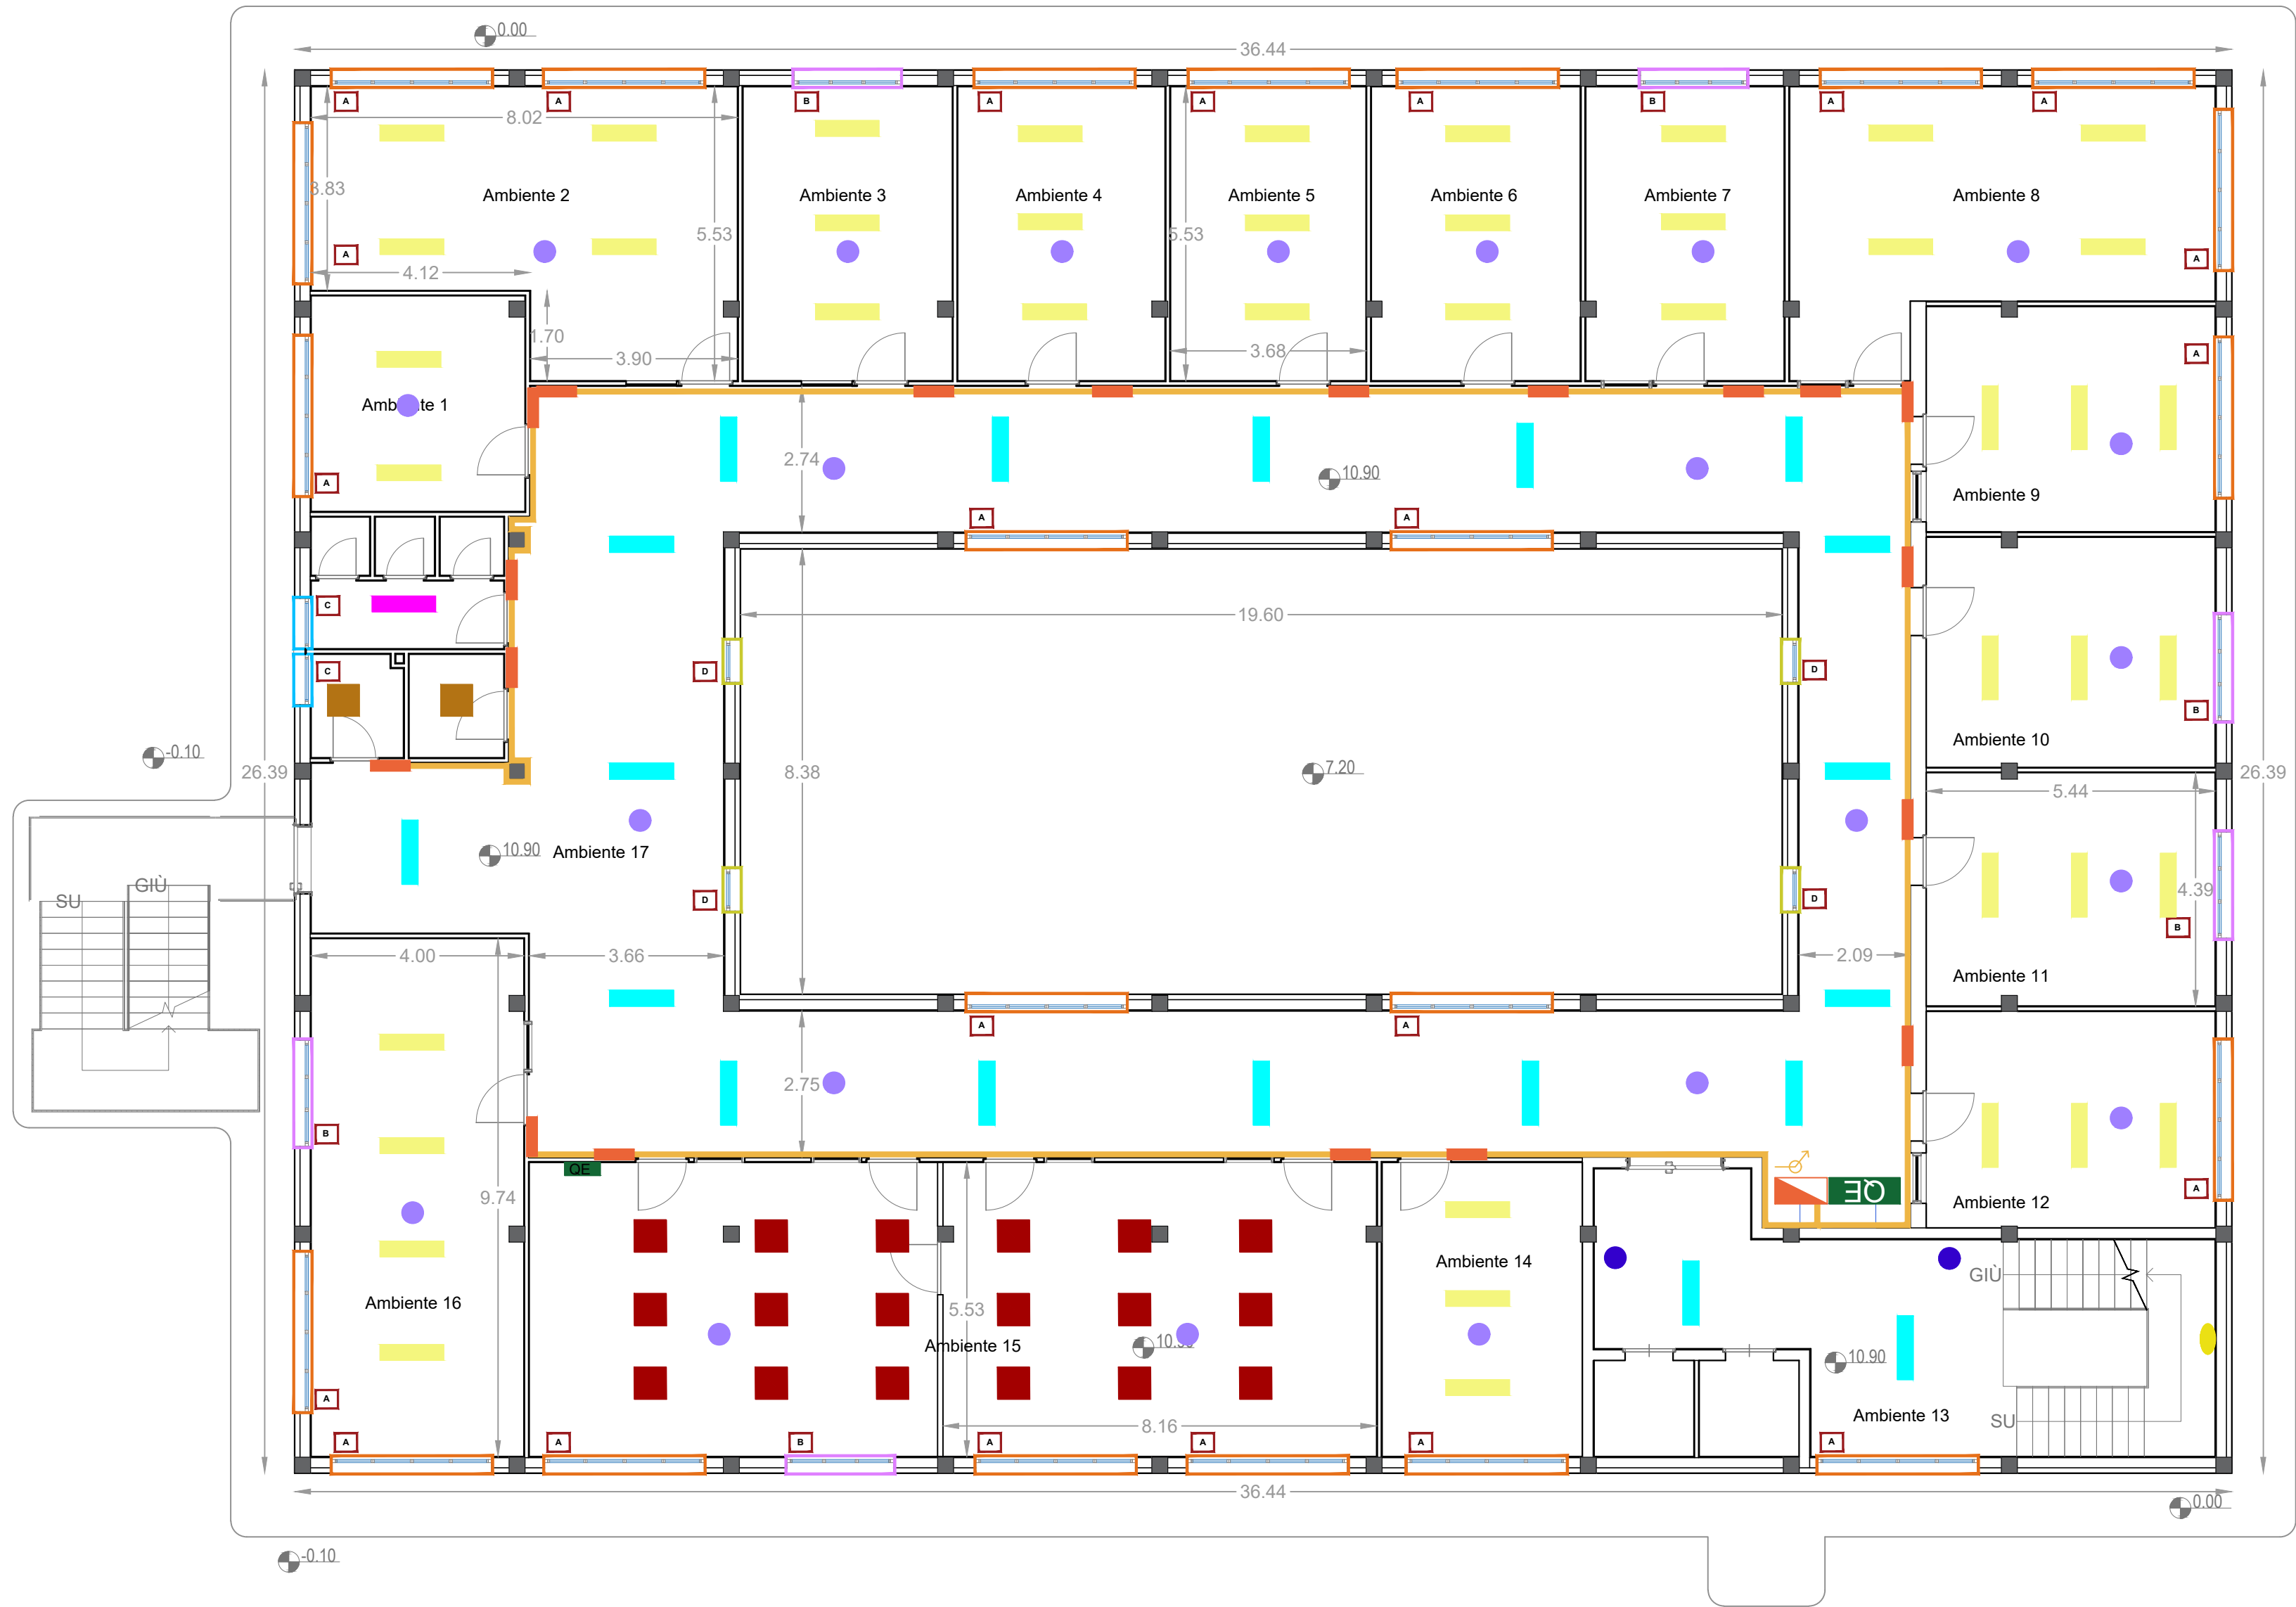 0.00
36.44
A
A
B
A
A
A
B
A
A
8.02
Ambiente 2
Ambiente 3
Ambiente 4
Ambiente 5
Ambiente 6
Ambiente 7
Ambiente 8
5.53
5.53
A
4.12
A
1.70
3.90
3.68
A
Ambiente 1
2.74
10.90
A
Ambiente 9
A
A
C
19.60
C
D
D
B
Ambiente 10
-0.10
26.39
8.38
7.20
26.39
5.44
10.90
Ambiente 17
GIÙ
SU
D
D
4.39
B
4.00
3.66
2.09
Ambiente 11
A
A
2.75
B
QE
9.74
QE
A
Ambiente 12
Ambiente 14
GIÙ
Ambiente 16
5.53
Ambiente 15
10.90
A
8.16
Ambiente 13
SU
A
A
B
A
A
A
A
36.44
0.00
-0.10